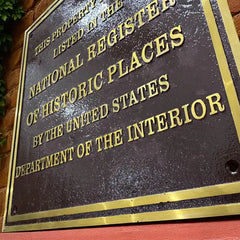 THIS PROPERTY
LISTED IN THE
NATIONAL REGISTER
OF HISTORIC PLACES
BY THE UNITED STATES
DEPARTMENT OF THE INTERIOR